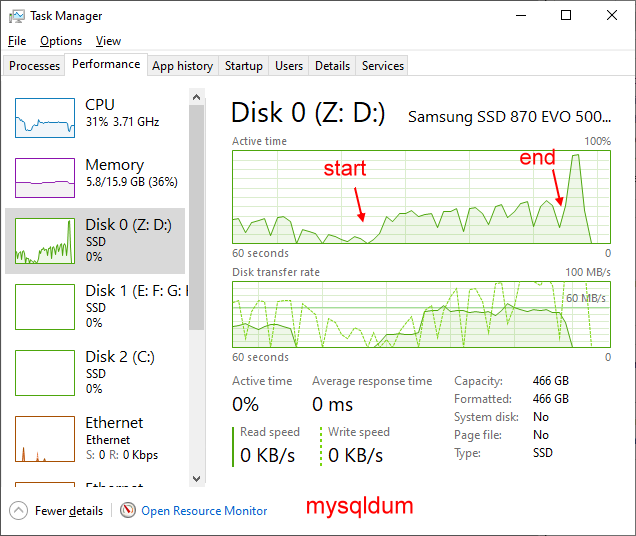 Task Manager
File Options View
Processes Performance App history Startup Users Details Services
CPU
31% 3.71 GHz
Memory
5.8/15.9 GB (36%)
Disk 0 (Z: D:)
SSD
0%
Disk 1 (E: F: G: I
SSD
0%
Disk 2 (C:)
SSD
0%
Ethernet
Ethernet
S: 0 R: 0 Kbps
Ethernet
Disk 0 (Z: D:) Samsung SSD 870 EVO 500...
Active time 100%
start
end
60 seconds 0
Disk transfer rate 100 MB/s
60 MB/s
60 seconds 0
Active time Average response time
0% 0 ms
Read speed Write speed
0 KB/s 0 KB/s
Capacity: 466 GB
Formatted: 466 GB
System disk: No
Page file: No
Type: SSD
Fewer details Open Resource Monitor
mysqldum